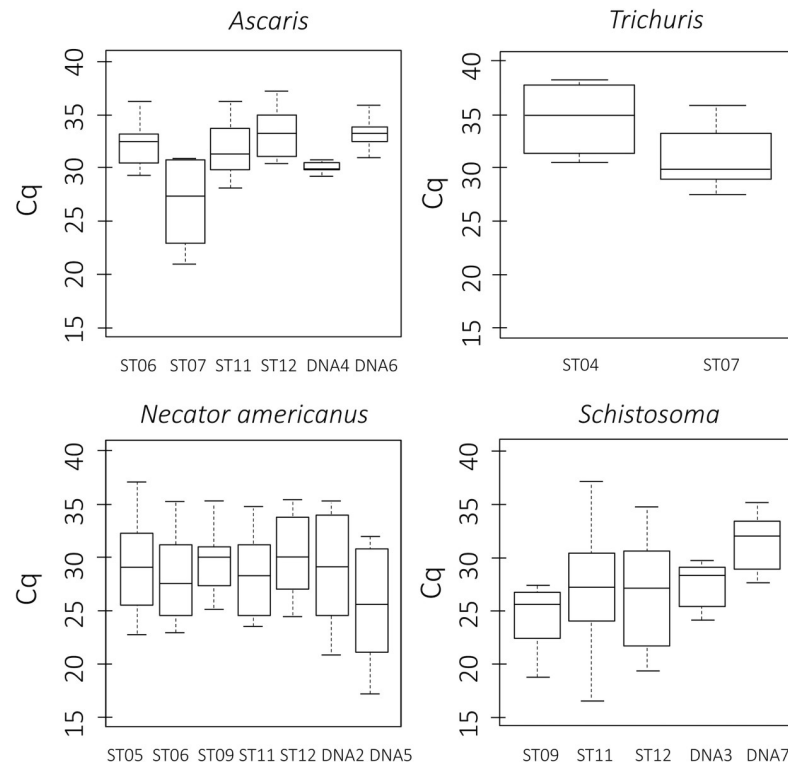 Ascaris
Cq
40
35
30
25
20
15
ST06 ST07 ST11 ST12 DNA4 DNA6
Trichuris
Cq
40
35
30
25
20
15
ST04 ST07
Necator americanus
Cq
40
35
30
25
20
15
ST05 ST06 ST09 ST11 ST12 DNA2 DNA5
Schistosoma
Cq
40
35
30
25
20
15
ST09 ST11 ST12 DNA3 DNA7